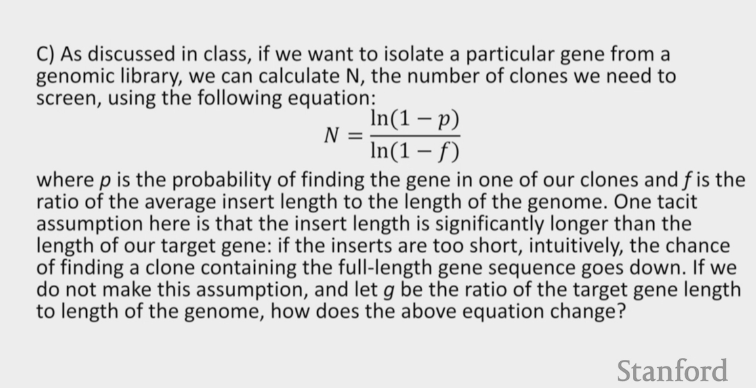 C) As discussed in class, if we want to isolate a particular gene from a
genomic library, we can calculate N, the number of clones we need to
screen, using the following equation:
N = ln(1 − p) / ln(1 − f)
where p is the probability of finding the gene in one of our clones and f is the
ratio of the average insert length to the length of the genome. One tacit
assumption here is that the insert length is significantly longer than the
length of our target gene: if the inserts are too short, intuitively, the chance
of finding a clone containing the full-length gene sequence goes down. If we
do not make this assumption, and let g be the ratio of the target gene length
to length of the genome, how does the above equation change?
Stanford